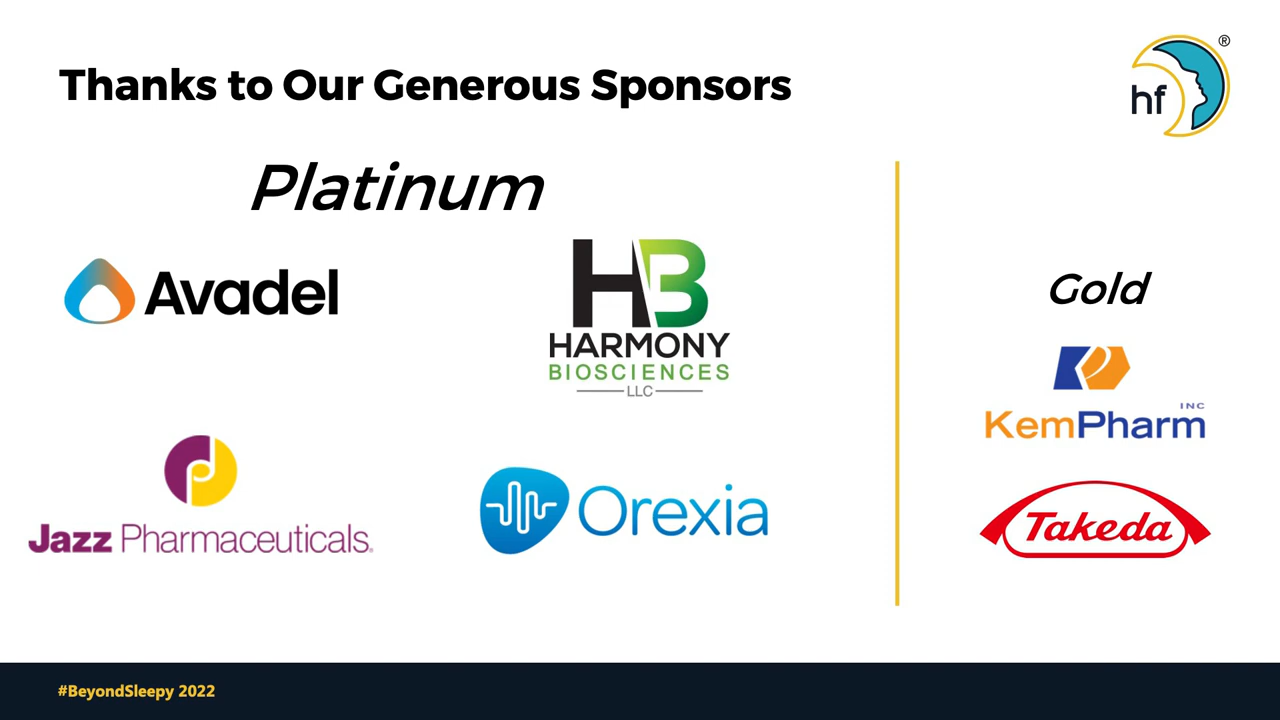 Thanks to Our Generous Sponsors
hf®
Platinum
Avadel
HB
HARMONY
BIOSCIENCES
LLC
Jazz Pharmaceuticals®
Orexia
Gold
INC
KemPharm
Takeda
#BeyondSleepy 2022